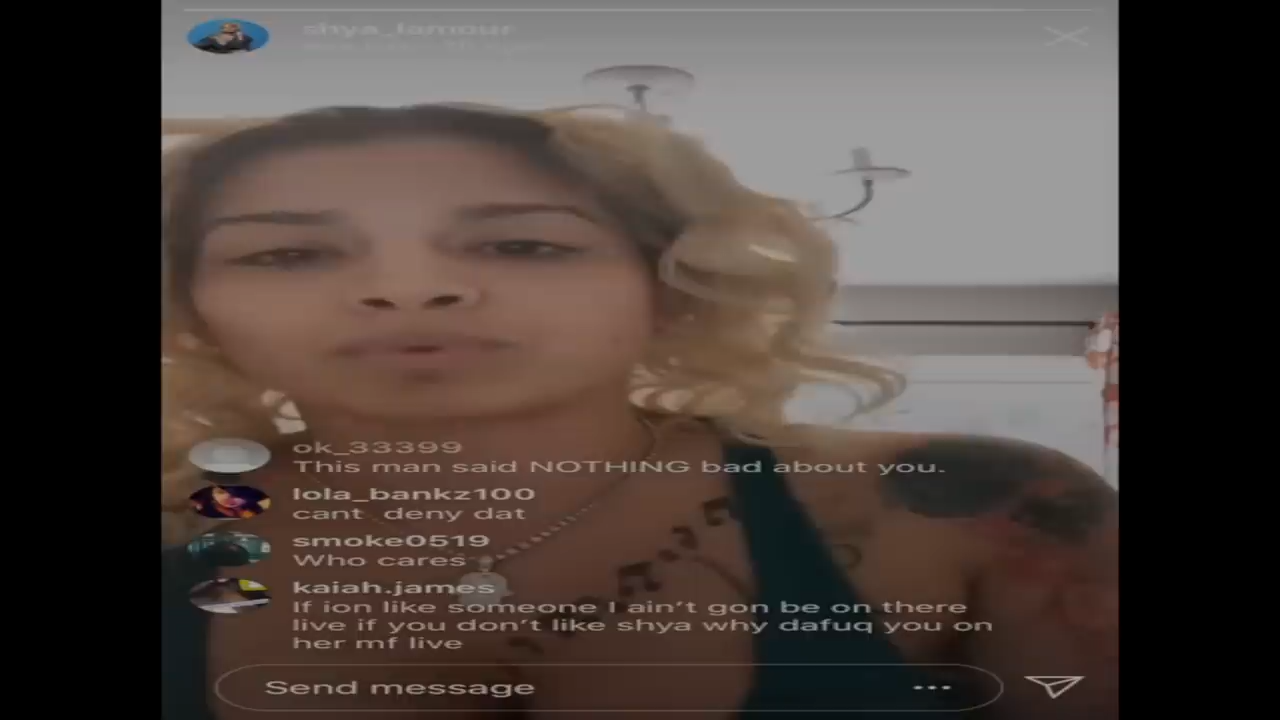 shya_lamour
ok_33399
This man said NOTHING bad about you.
lola_bankz100
cant deny dat
smoke0519
Who cares
kaiah.james
If ion like someone I ain't gon be on there
live if you don't like shya why dafuq you on
her mf live
Send message